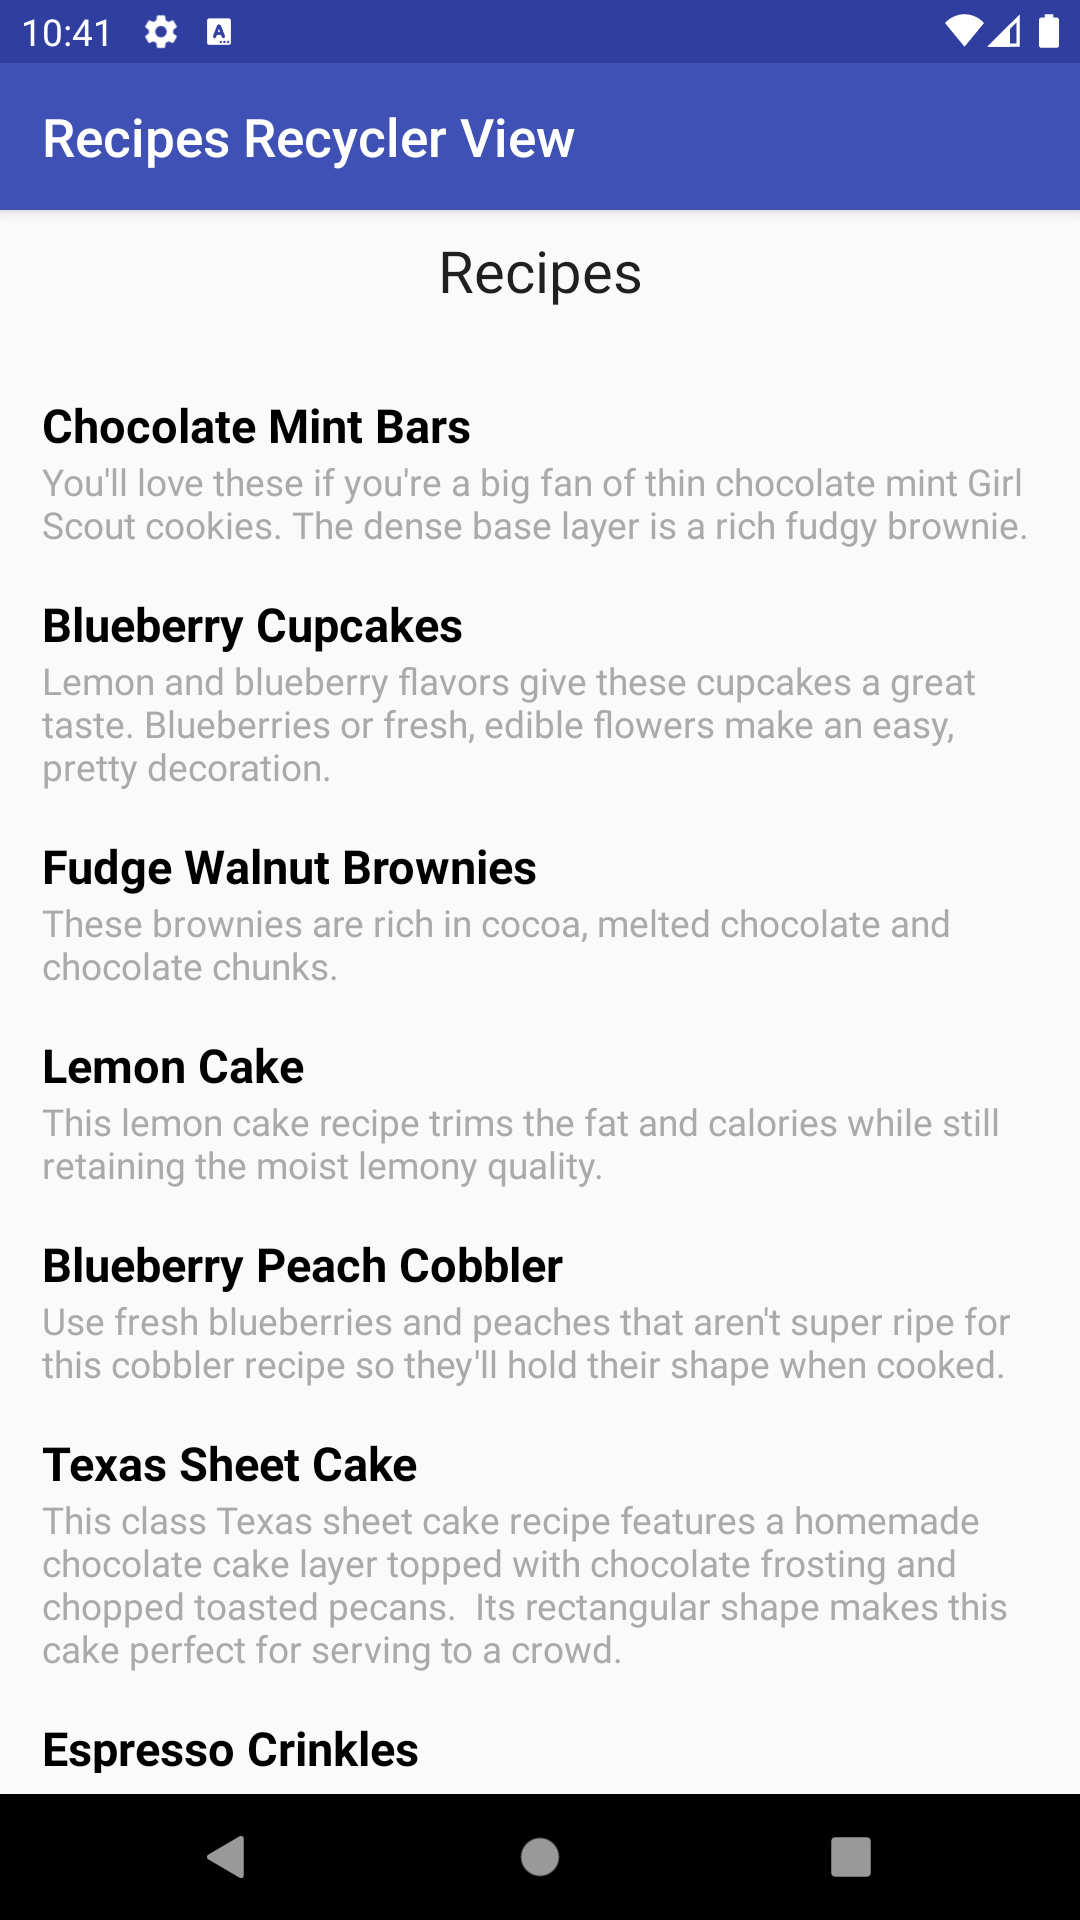 10:41
Recipes Recycler View
Recipes
Chocolate Mint Bars
You'll love these if you're a big fan of thin chocolate mint Girl
Scout cookies. The dense base layer is a rich fudgy brownie.
Blueberry Cupcakes
Lemon and blueberry flavors give these cupcakes a great
taste. Blueberries or fresh, edible flowers make an easy,
pretty decoration.
Fudge Walnut Brownies
These brownies are rich in cocoa, melted chocolate and
chocolate chunks.
Lemon Cake
This lemon cake recipe trims the fat and calories while still
retaining the moist lemony quality.
Blueberry Peach Cobbler
Use fresh blueberries and peaches that aren't super ripe for
this cobbler recipe so they'll hold their shape when cooked.
Texas Sheet Cake
This class Texas sheet cake recipe features a homemade
chocolate cake layer topped with chocolate frosting and
chopped toasted pecans.  Its rectangular shape makes this
cake perfect for serving to a crowd.
Espresso Crinkles